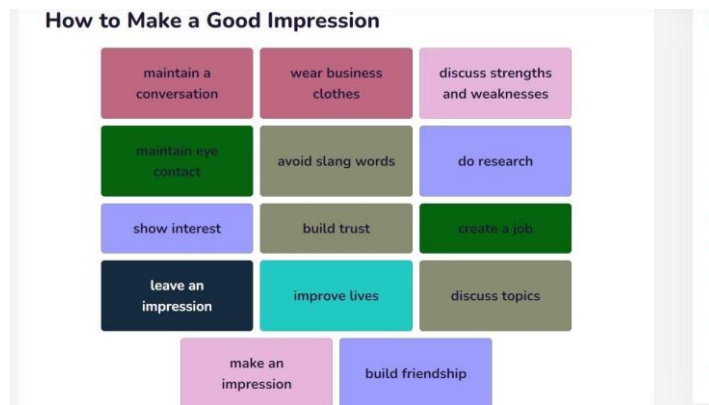 How to Make a Good Impression
maintain a
conversation
wear business
clothes
discuss strengths
and weaknesses
maintain eye
contact
avoid slang words
do research
show interest
build trust
create a job
leave an
impression
improve lives
discuss topics
make an
impression
build friendship